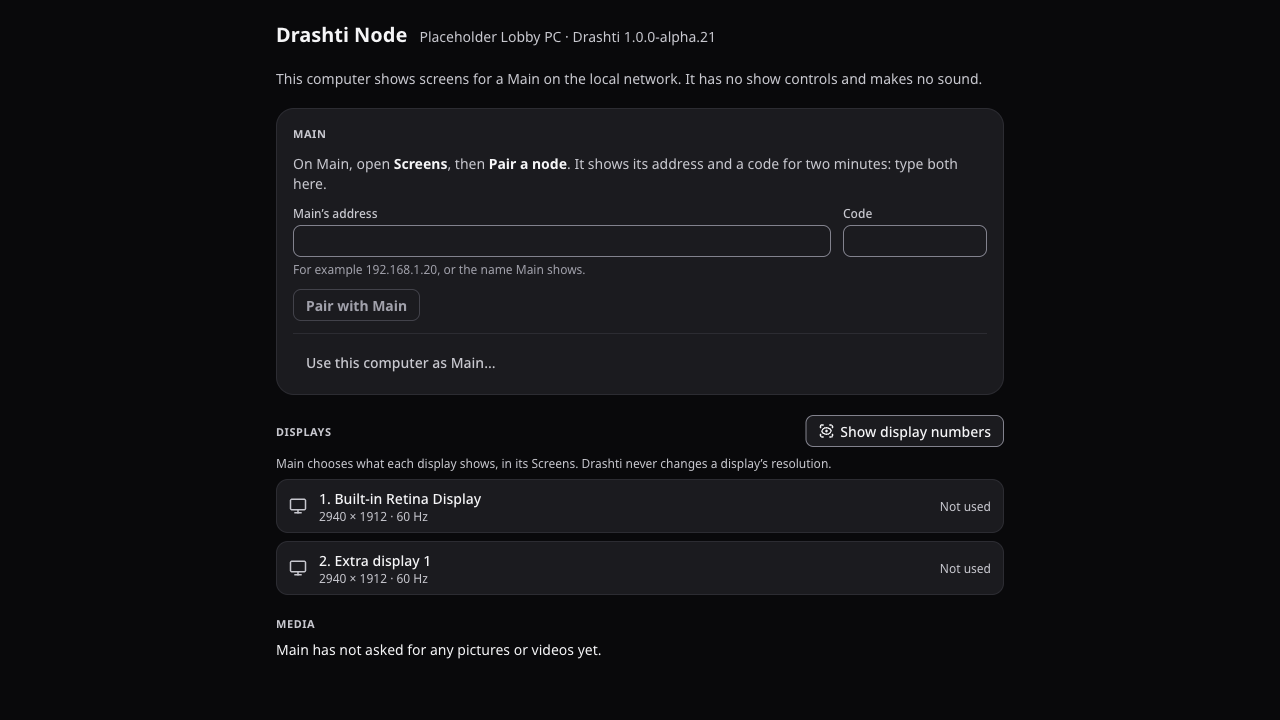 Drashti Node Placeholder Lobby PC · Drashti 1.0.0-alpha.21
This computer shows screens for a Main on the local network. It has no show controls and makes no sound.
MAIN
On Main, open Screens, then Pair a node. It shows its address and a code for two minutes: type both
here.
Main's address Code
For example 192.168.1.20, or the name Main shows.
Pair with Main
Use this computer as Main…
DISPLAYS Show display numbers
Main chooses what each display shows, in its Screens. Drashti never changes a display's resolution.
1. Built-in Retina Display
2940 × 1912 · 60 Hz Not used
2. Extra display 1
2940 × 1912 · 60 Hz Not used
MEDIA
Main has not asked for any pictures or videos yet.